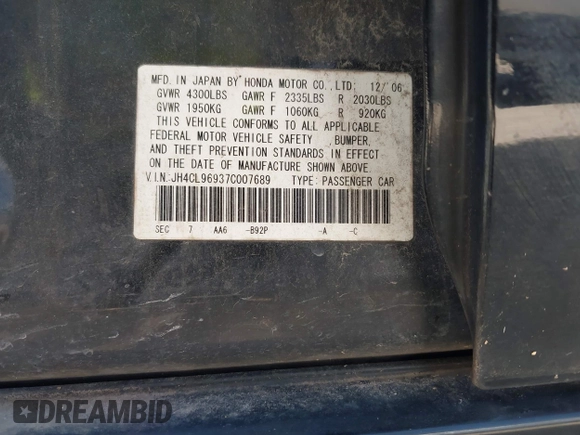 MFD. IN JAPAN BY HONDA MOTOR CO., LTD: 12/ 06
GVWR 4300LBS GAWR F 2335LBS R 2030LBS
GVWR 1950KG GAWR F 1060KG R 920KG
THIS VEHICLE CONFORMS TO ALL APPLICABLE
FEDERAL MOTOR VEHICLE SAFETY ,BUMPER,
AND THEFT PREVENTION STANDARDS IN EFFECT
ON THE DATE OF MANUFACTURE SHOWN ABOVE.
V.I.N:JH4CL96937C007689 TYPE: PASSENGER CAR
SEC 7 AA6 -B92P -A -C
DREAMBID